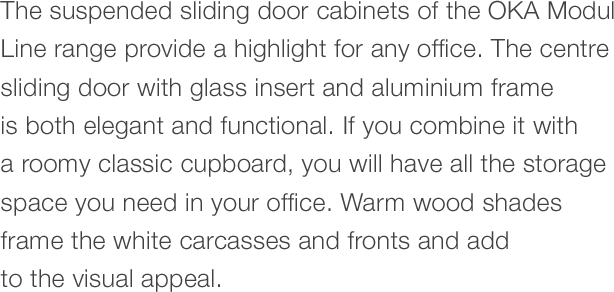 The suspended sliding door cabinets of the OKA Modul
Line range provide a highlight for any office. The centre
sliding door with glass insert and aluminium frame
is both elegant and functional. If you combine it with
a roomy classic cupboard, you will have all the storage
space you need in your office. Warm wood shades
frame the white carcasses and fronts and add
to the visual appeal.